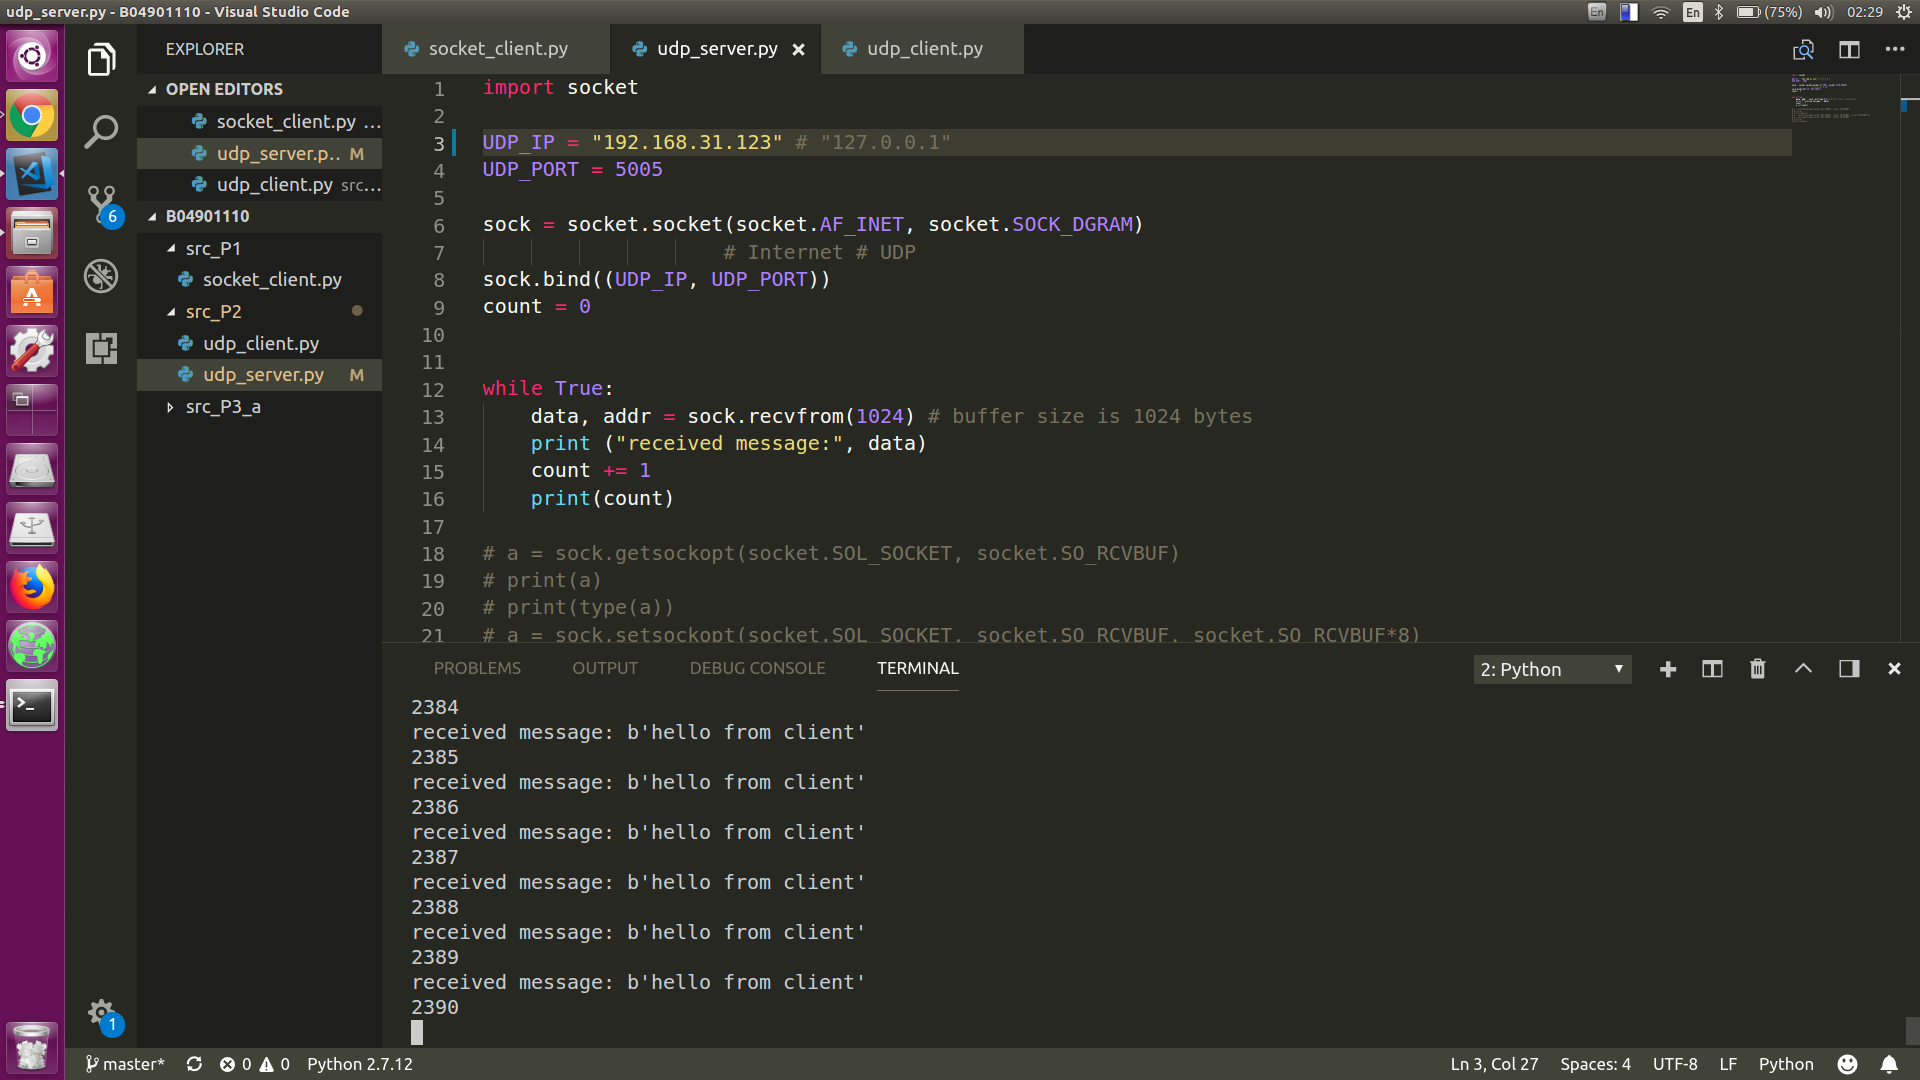 udp_server.py - B04901110 - Visual Studio Code
En
En
(75%)
02:29
EXPLORER
OPEN EDITORS
socket_client.py ...
udp_server.p.. M
udp_client.py src...
B04901110
src_P1
socket_client.py
src_P2
udp_client.py
udp_server.py M
src_P3_a
6
1
socket_client.py
udp_server.py
udp_client.py
1 import socket
2
3 UDP_IP = "192.168.31.123" # "127.0.0.1"
4 UDP_PORT = 5005
5
6 sock = socket.socket(socket.AF_INET, socket.SOCK_DGRAM)
7 # Internet # UDP
8 sock.bind((UDP_IP, UDP_PORT))
9 count = 0
10
11
12 while True:
13 data, addr = sock.recvfrom(1024) # buffer size is 1024 bytes
14 print ("received message:", data)
15 count += 1
16 print(count)
17
18 # a = sock.getsockopt(socket.SOL_SOCKET, socket.SO_RCVBUF)
19 # print(a)
20 # print(type(a))
21 # a = sock.setsockopt(socket.SOL_SOCKET, socket.SO_RCVBUF, socket.SO_RCVBUF*8)
PROBLEMS
OUTPUT
DEBUG CONSOLE
TERMINAL
2: Python
2384
received message: b'hello from client'
2385
received message: b'hello from client'
2386
received message: b'hello from client'
2387
received message: b'hello from client'
2388
received message: b'hello from client'
2389
received message: b'hello from client'
2390
master*
0
0
Python 2.7.12
Ln 3, Col 27
Spaces: 4
UTF-8
LF
Python